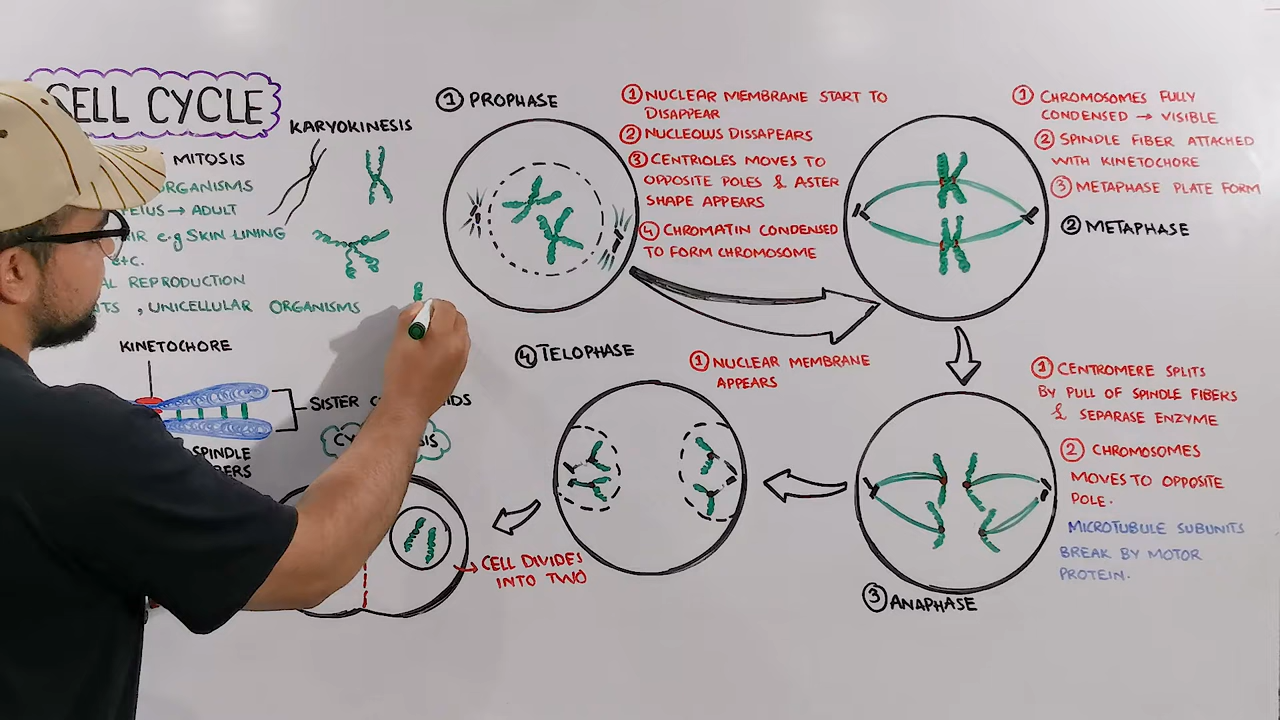 CELL CYCLE
KARYOKINESIS
MITOSIS
ORGANISMS
→ ADULT
e.g SKIN LINING
etc.
REPRODUCTION
, UNICELLULAR ORGANISMS
KINETOCHORE
SISTER
SPINDLE
① PROPHASE
① NUCLEAR MEMBRANE START TO
DISAPPEAR
② NUCLEOLUS DISSAPEARS
③ CENTRIOLES MOVES TO
OPPOSITE POLES & ASTER
SHAPE APPEARS
④ CHROMATIN CONDENSED
TO FORM CHROMOSOME
① CHROMOSOMES FULLY
CONDENSED → VISIBLE
② SPINDLE FIBER ATTACHED
WITH KINETOCHORE
③ METAPHASE PLATE FORM
② METAPHASE
① CENTROMERE SPLITS
BY PULL OF SPINDLE FIBERS
& SEPARASE ENZYME
② CHROMOSOMES
MOVES TO OPPOSITE
POLE.
MICROTUBULE SUBUNITS
BREAK BY MOTOR
PROTEIN.
③ ANAPHASE
④ TELOPHASE
① NUCLEAR MEMBRANE
APPEARS
→ CELL DIVIDES
INTO TWO